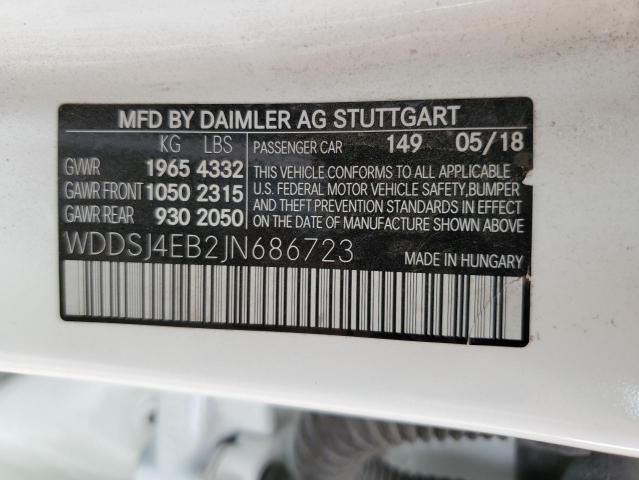 MFD BY DAIMLER AG STUTTGART
KG LBS
GVWR 1965 4332
GAWR FRONT 1050 2315
GAWR REAR 930 2050
PASSENGER CAR 149 05/18
THIS VEHICLE CONFORMS TO ALL APPLICABLE
U.S. FEDERAL MOTOR VEHICLE SAFETY,BUMPER
AND THEFT PREVENTION STANDARDS IN EFFECT
ON THE DATE OF MANUFACTURE SHOWN ABOVE
WDDSJ4EB2JN686723
MADE IN HUNGARY